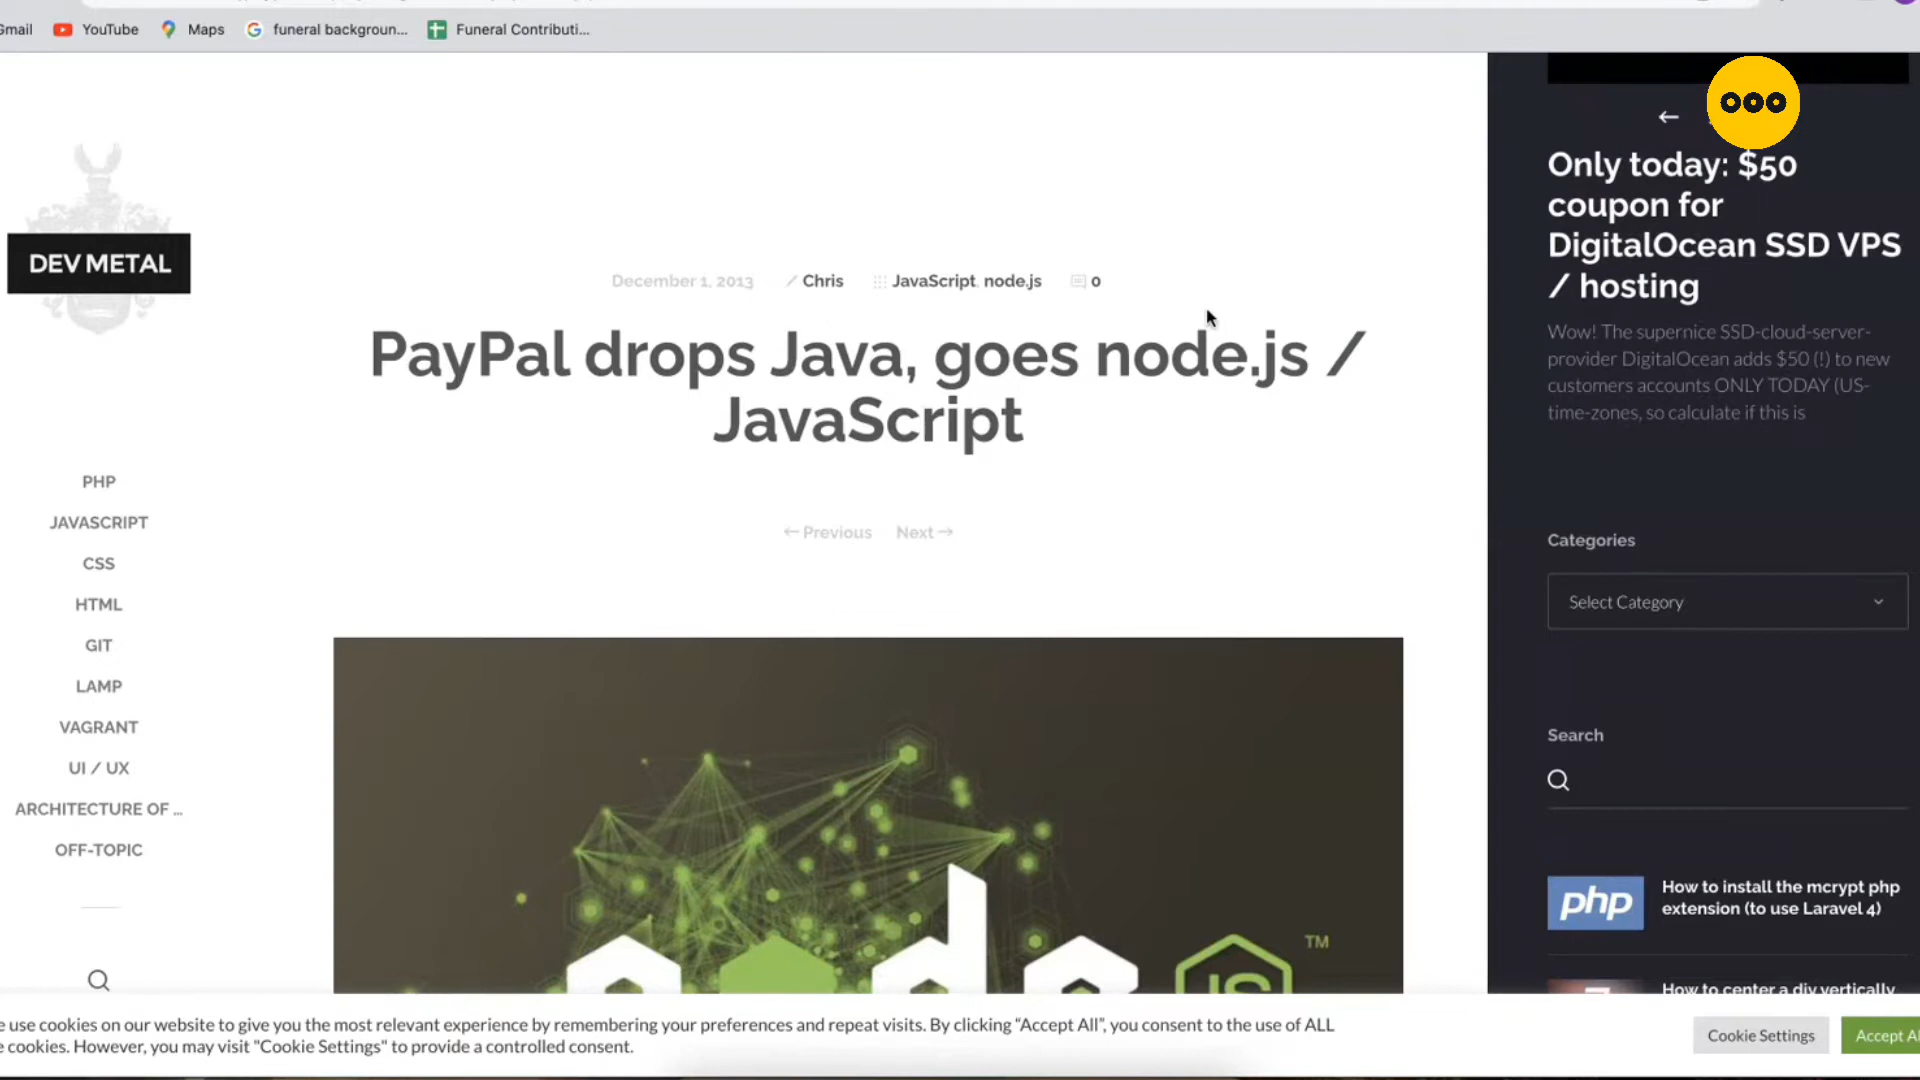 Gmail YouTube Maps funeral backgroun... Funeral Contributi...
DEV METAL
PHP
JAVASCRIPT
CSS
HTML
GIT
LAMP
VAGRANT
UI / UX
ARCHITECTURE OF ...
OFF-TOPIC
December 1, 2013 / Chris JavaScript, node.js 0
PayPal drops Java, goes node.js /
JavaScript
← Previous Next →
node
JS
TM
←
Only today: $50
coupon for
DigitalOcean SSD VPS
/ hosting
Wow! The supernice SSD-cloud-server-
provider DigitalOcean adds $50 (!) to new
customers accounts ONLY TODAY (US-
time-zones, so calculate if this is
Categories
Select Category
Search
php
How to install the mcrypt php
extension (to use Laravel 4)
How to center a div vertically
e use cookies on our website to give you the most relevant experience by remembering your preferences and repeat visits. By clicking “Accept All”, you consent to the use of ALL
e cookies. However, you may visit "Cookie Settings" to provide a controlled consent.
Cookie Settings
Accept Al